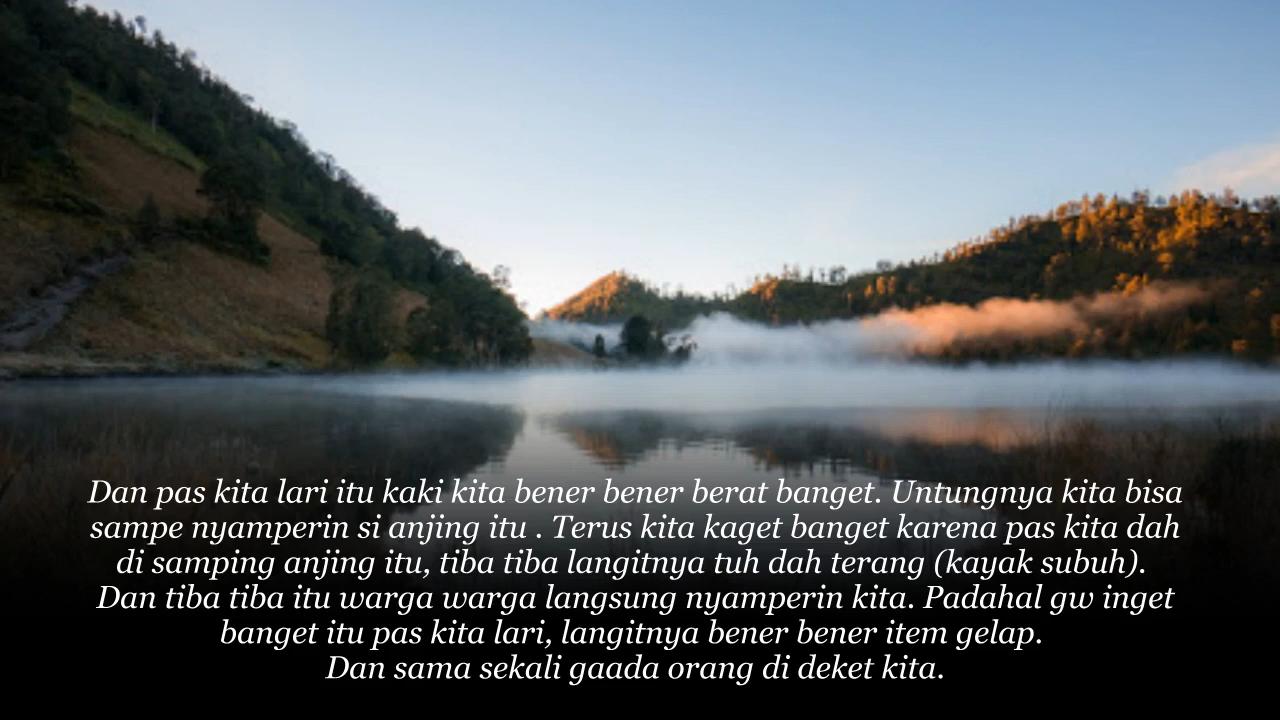 Dan pas kita lari itu kaki kita bener bener berat banget. Untungnya kita bisa
sampe nyamperin si anjing itu . Terus kita kaget banget karena pas kita dah
di samping anjing itu, tiba tiba langitnya tuh dah terang (kayak subuh).
Dan tiba tiba itu warga warga langsung nyamperin kita. Padahal gw inget
banget itu pas kita lari, langitnya bener bener item gelap.
Dan sama sekali gaada orang di deket kita.